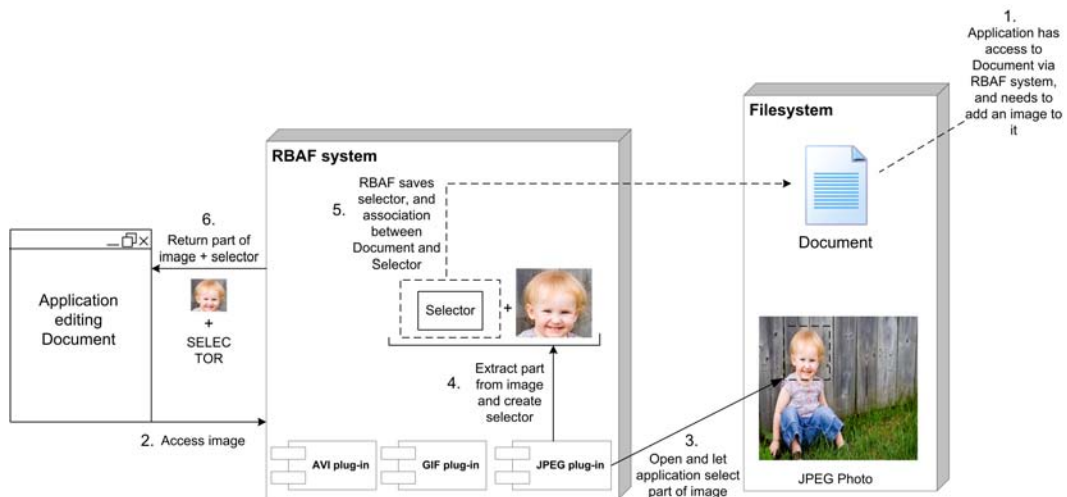 1.
Application has
access to
Document via
RBAF system,
and needs to
add an image to
it
Filesystem
Document
JPEG Photo
RBAF system
5.
RBAF saves
selector, and
association
between
Document and
Selector
Selector
+
4.
Extract part
from image
and create
selector
AVI plug-in
GIF plug-in
JPEG plug-in
3.
Open and let
application select
part of image
6.
Return part of
image + selector
+
SELEC
TOR
Application
editing
Document
2. Access image